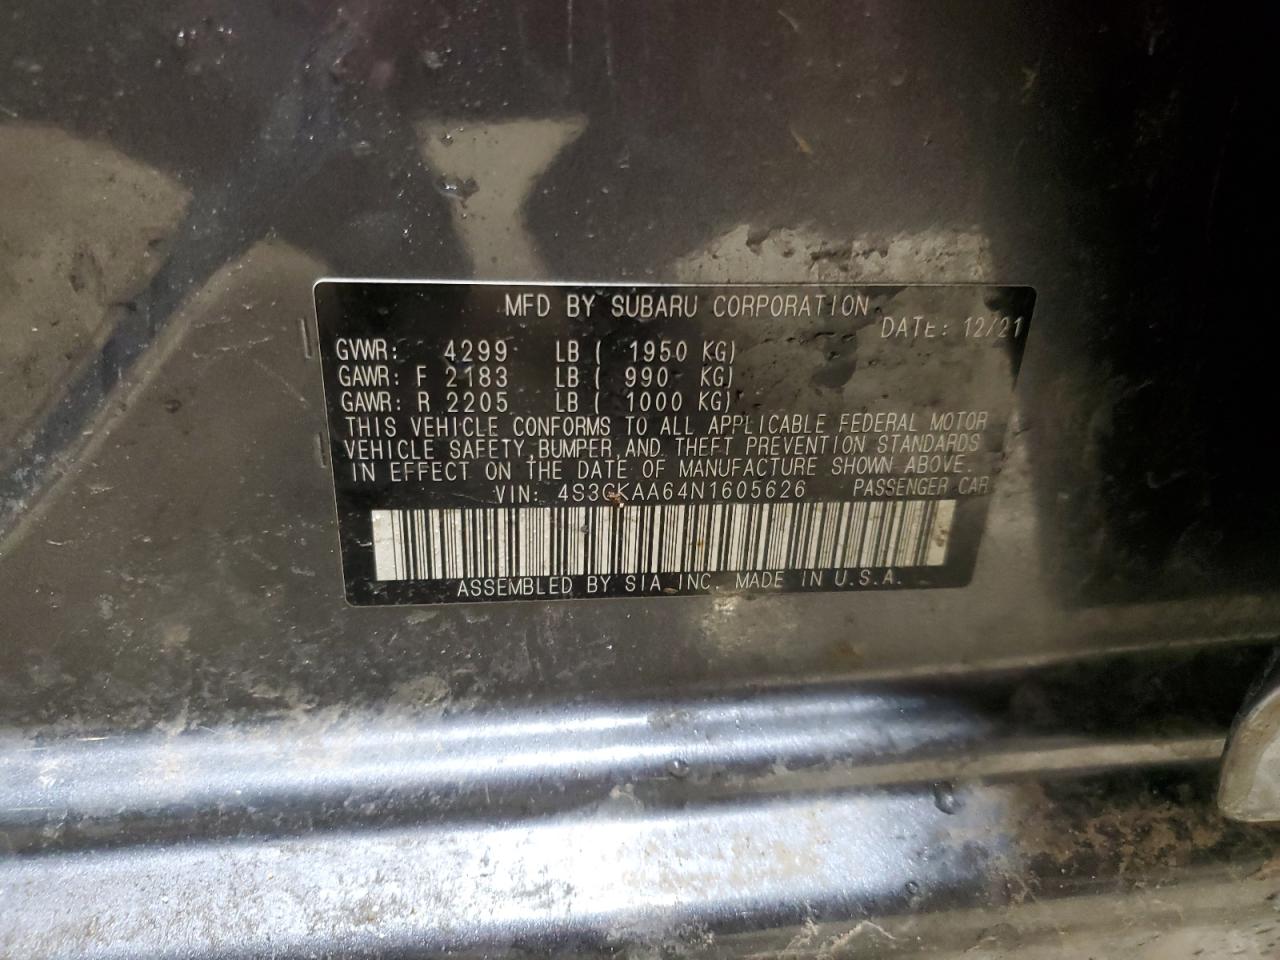 MFD BY SUBARU CORPORATION
DATE: 12/21
GVWR: 4299 LB ( 1950 KG)
GAWR: F 2183 LB ( 990 KG)
GAWR: R 2205 LB ( 1000 KG)
THIS VEHICLE CONFORMS TO ALL APPLICABLE FEDERAL MOTOR
VEHICLE SAFETY, BUMPER, AND THEFT PREVENTION STANDARDS
IN EFFECT ON THE DATE OF MANUFACTURE SHOWN ABOVE.
VIN: 4S3GKAA64N1605626 PASSENGER CAR
ASSEMBLED BY SIA, INC. MADE IN U.S.A.